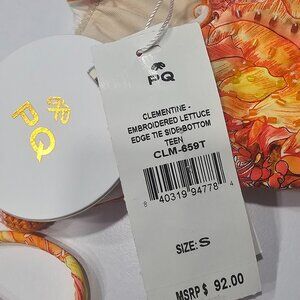 PQ
PQ
CLEMENTINE -
EMBROIDERED LETTUCE
EDGE TIE SIDE BOTTOM
TEEN
CLM-659T
8 40319 94778 4
SIZE: S
MSRP $ 92.00